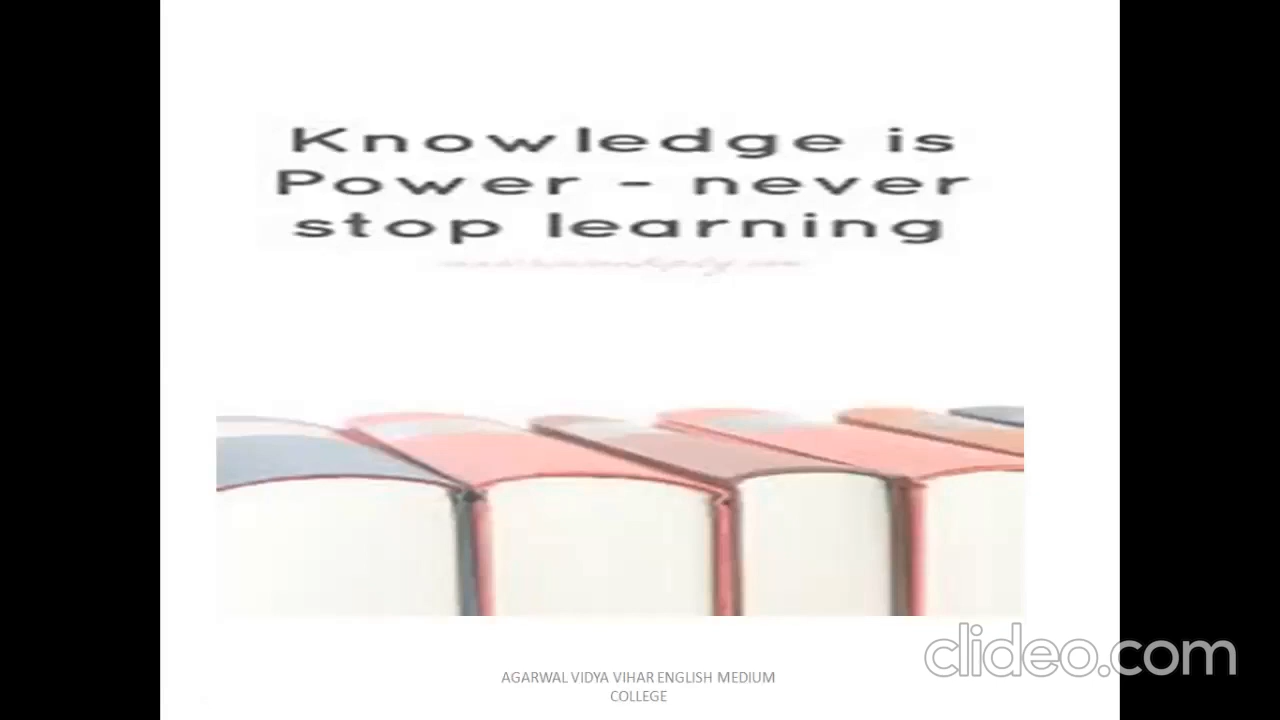 Knowledge is
Power - never
stop learning
clideo.com
AGARWAL VIDYA VIHAR ENGLISH MEDIUM
COLLEGE